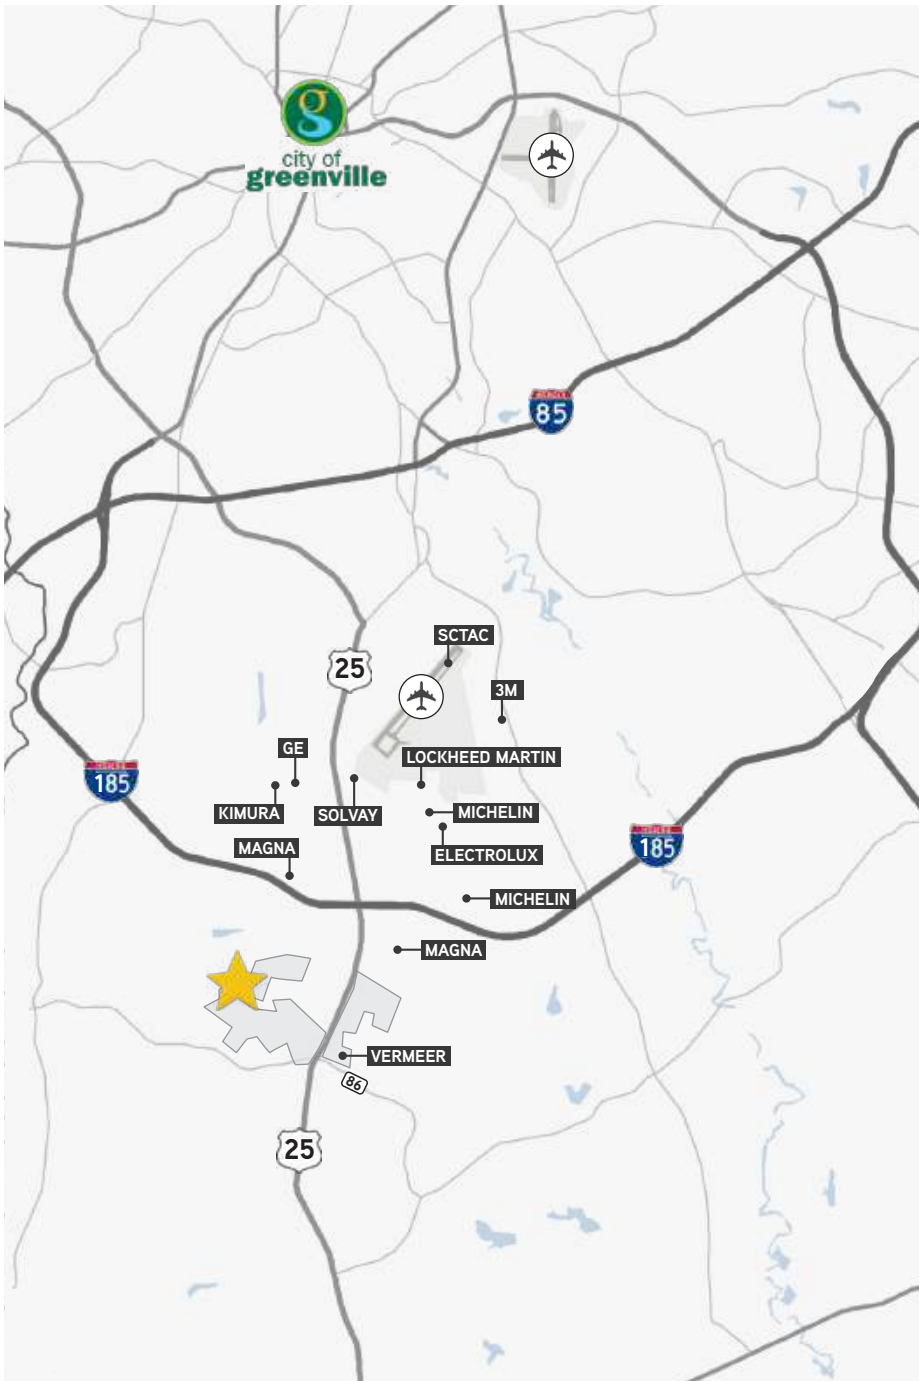 g
city of
greenville
85
SCTAC
25
3M
GE
LOCKHEED MARTIN
185
KIMURA
SOLVAY
MICHELIN
MAGNA
185
ELECTROLUX
MICHELIN
MAGNA
VERMEER
86
25